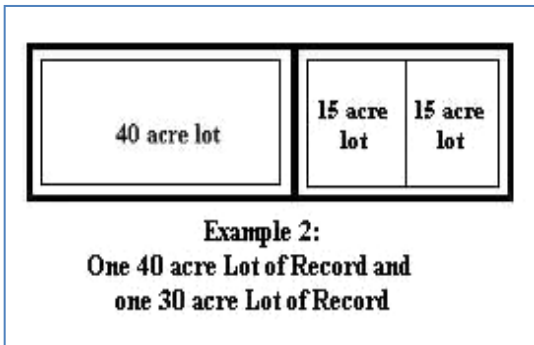 40 acre lot
15 acre
lot
15 acre
lot
Example 2:
One 40 acre Lot of Record and
one 30 acre Lot of Record